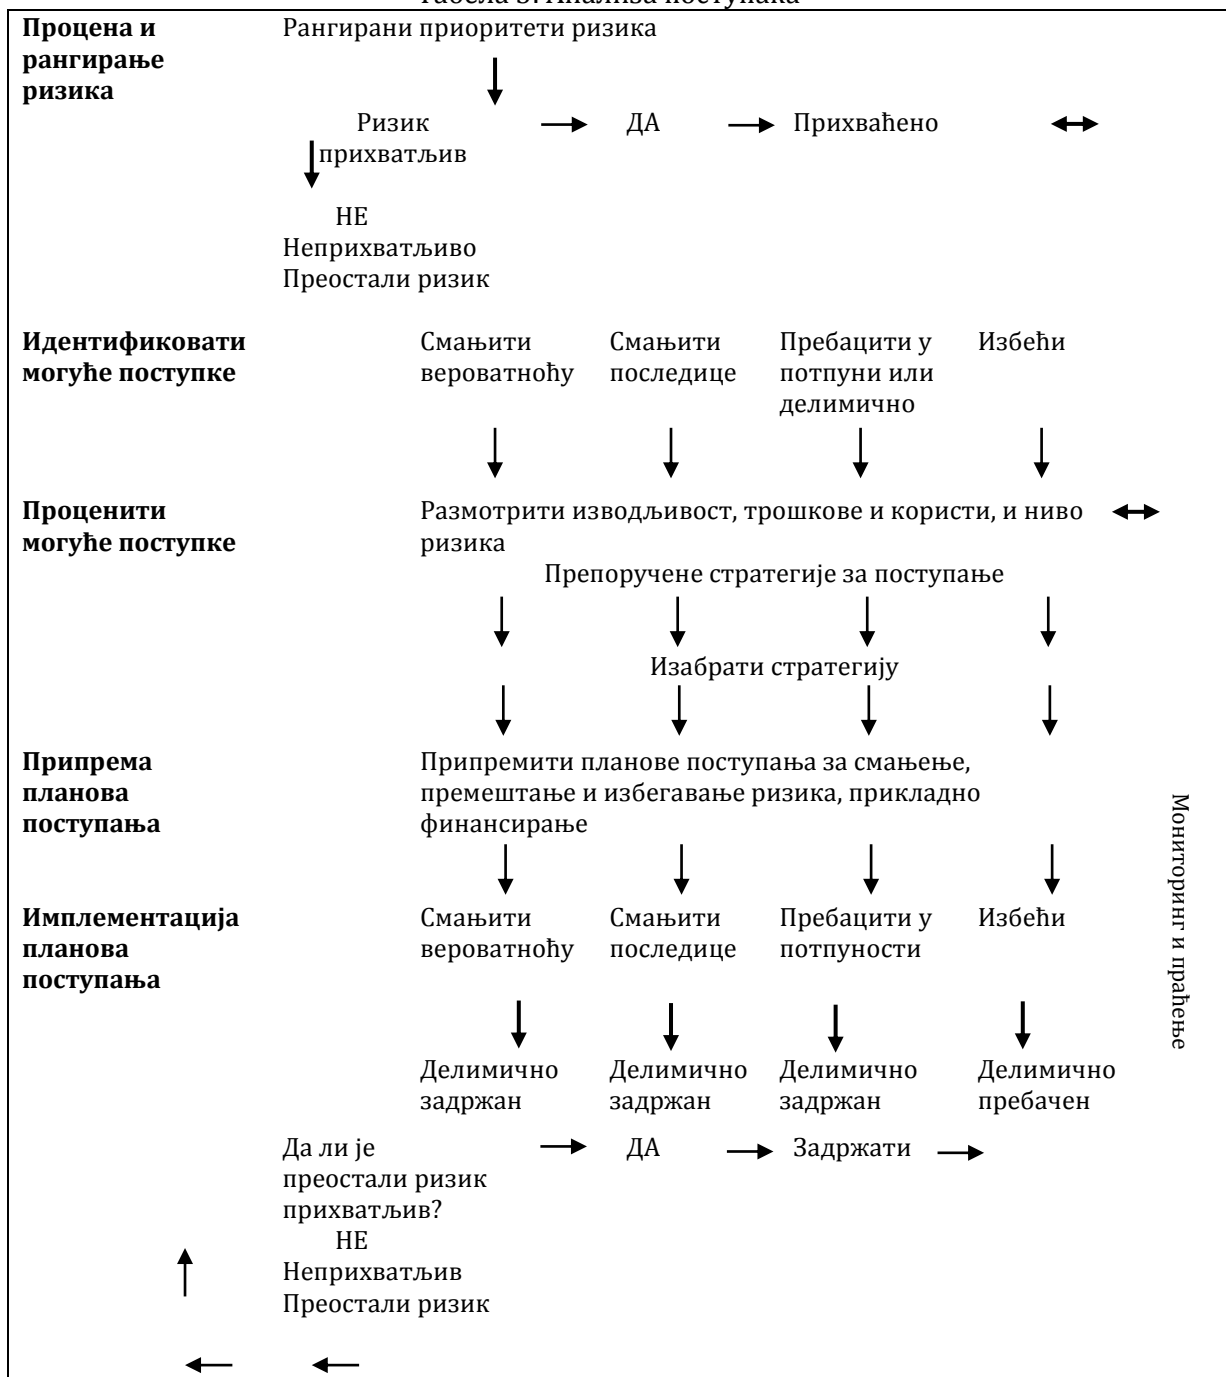 Процена и
рангирање
ризика
Рангирани приоритети ризика
Ризик
прихватљив
ДА
Прихваћено
НЕ
Неприхватљиво
Преостали ризик
Идентификовати
могуће поступке
Смањити
вероватноћу
Смањити
последице
Пребацити у
потпуни или
делимично
Избећи
Проценити
могуће поступке
Размотрити изводљивост, трошкове и користи, и ниво
ризика
Препоручене стратегије за поступање
Изабрати стратегију
Припрема
планова
поступања
Припремити планове поступања за смањење,
премештање и избегавање ризика, прикладно
финансирање
Мониторинг и праћење
Имплементација
планова
поступања
Смањити
вероватноћу
Смањити
последице
Пребацити у
потпуности
Избећи
Делимично
задржан
Делимично
задржан
Делимично
задржан
Делимично
пребачен
Да ли је
преостали ризик
прихватљив?
ДА
Задржати
НЕ
Неприхватљив
Преостали ризик